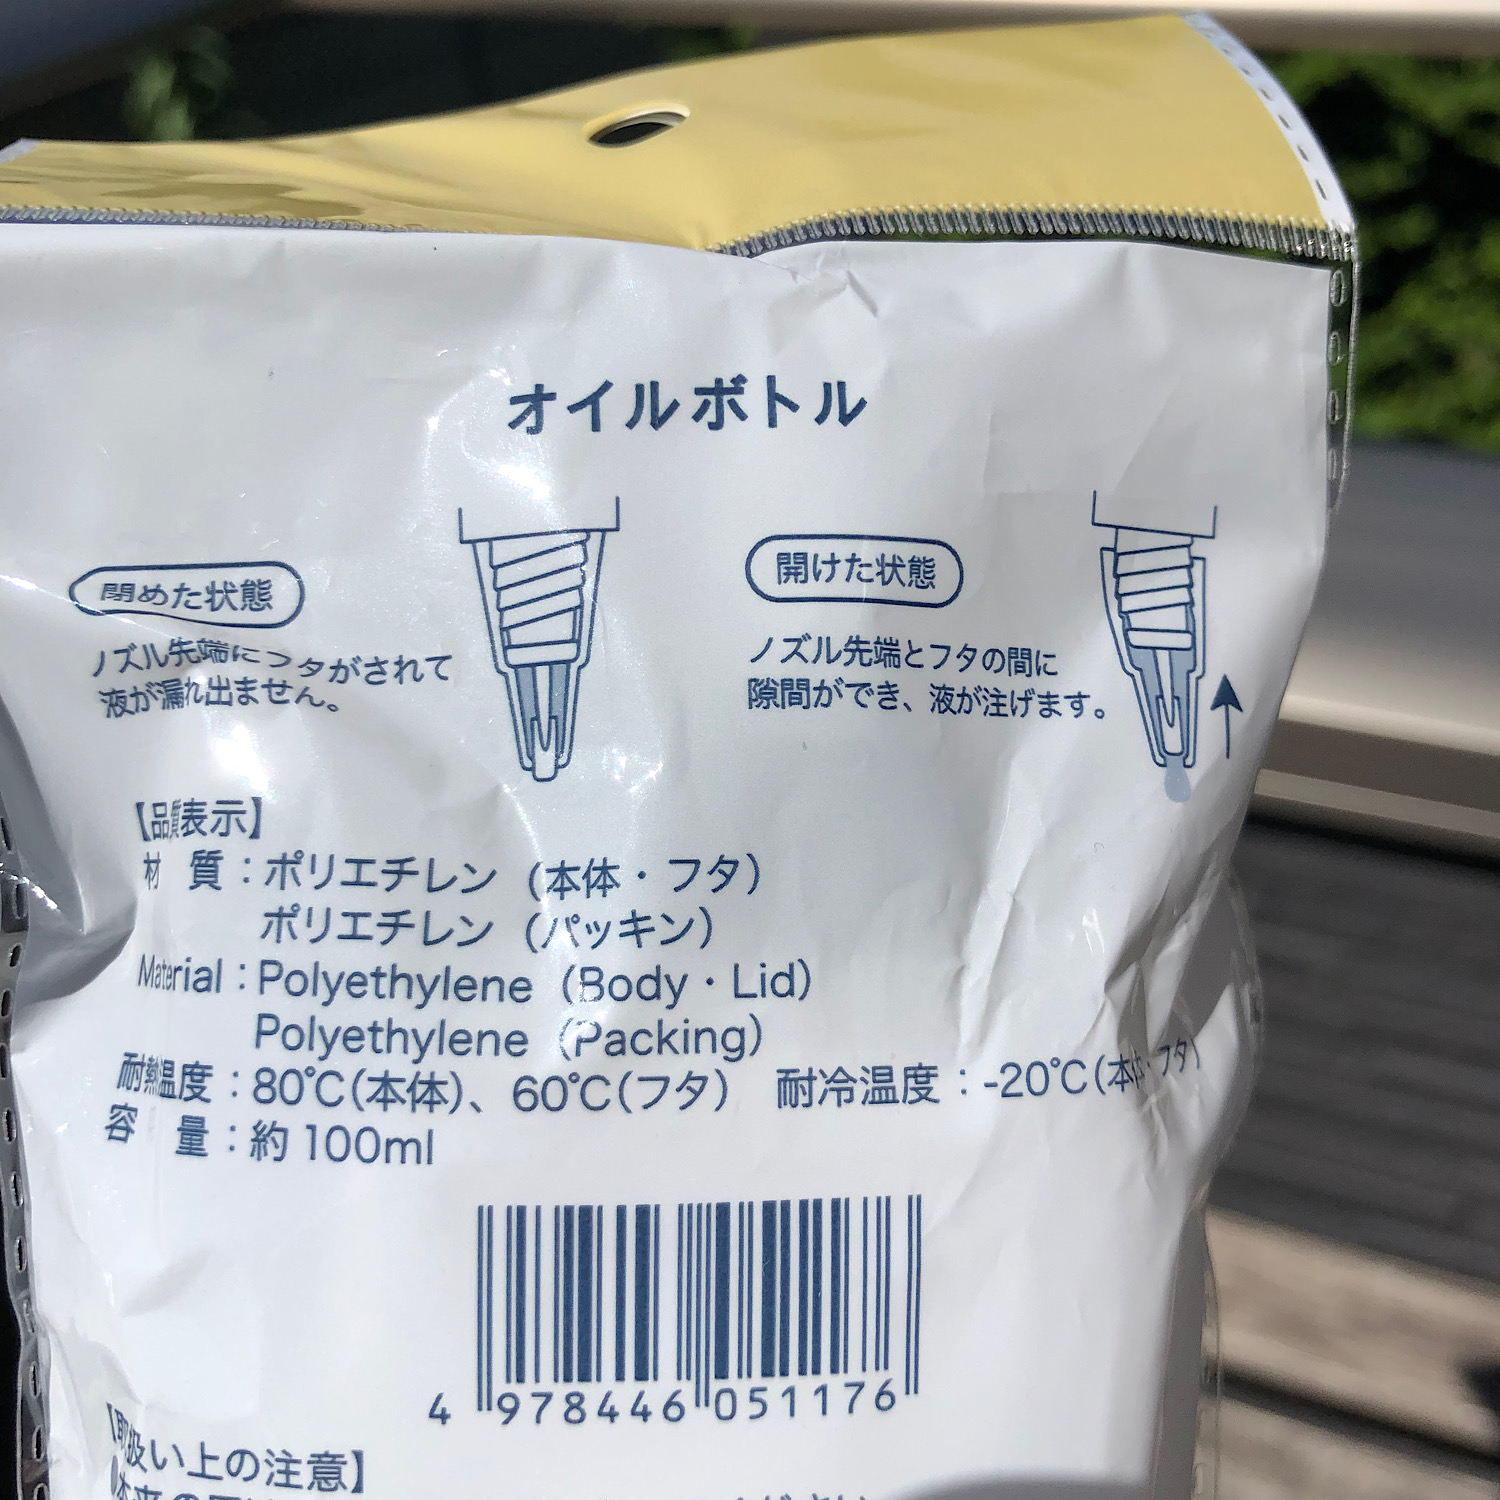 オイルボトル
閉めた状態
ノズル先端にフタがされて
液が漏れ出ません。
開けた状態
ノズル先端とフタの間に
隙間ができ、液が注げます。
【品質表示】
材　質：ポリエチレン（本体・フタ）
ポリエチレン（パッキン）
Material：Polyethylene（Body・Lid）
Polyethylene（Packing）
耐熱温度：80℃（本体）、60℃（フタ）　耐冷温度：-20℃（本体・フタ）
容　量：約100ml
4 978446 051176
【取扱い上の注意】